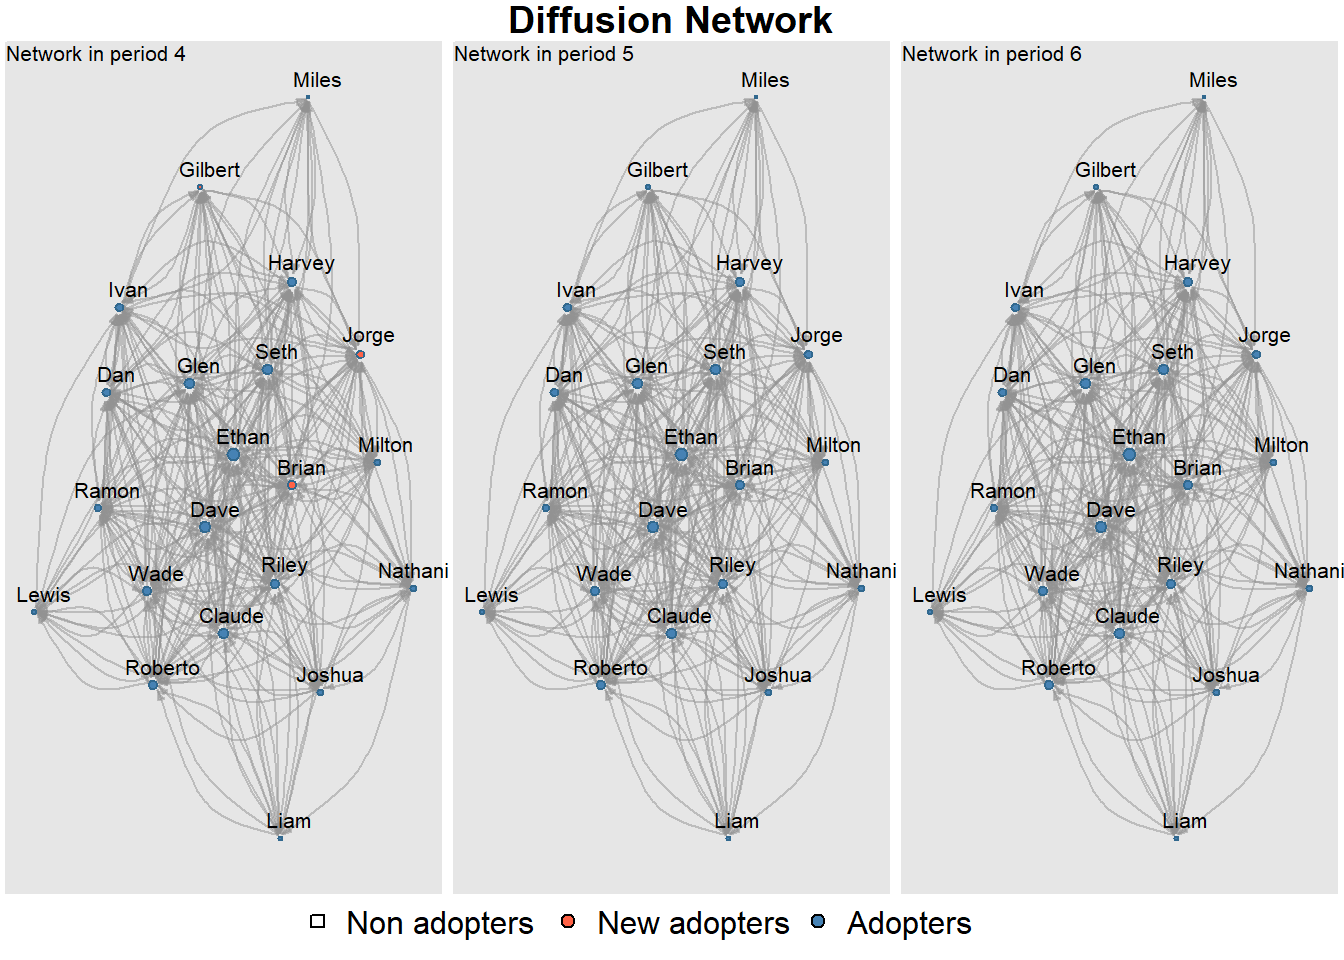 Diffusion Network
Network in period 4
Miles
Gilbert
Harvey
Ivan
Jorge
Seth
Glen
Dan
Ethan
Milton
Brian
Ramon
Dave
Riley
Wade
Nathani
Lewis
Claude
Roberto
Joshua
Liam
Network in period 5
Miles
Gilbert
Harvey
Ivan
Jorge
Seth
Glen
Dan
Ethan
Milton
Brian
Ramon
Dave
Riley
Wade
Nathani
Lewis
Claude
Roberto
Joshua
Liam
Network in period 6
Miles
Gilbert
Harvey
Ivan
Jorge
Seth
Glen
Dan
Ethan
Milton
Brian
Ramon
Dave
Riley
Wade
Nathani
Lewis
Claude
Roberto
Joshua
Liam
Non adopters New adopters Adopters